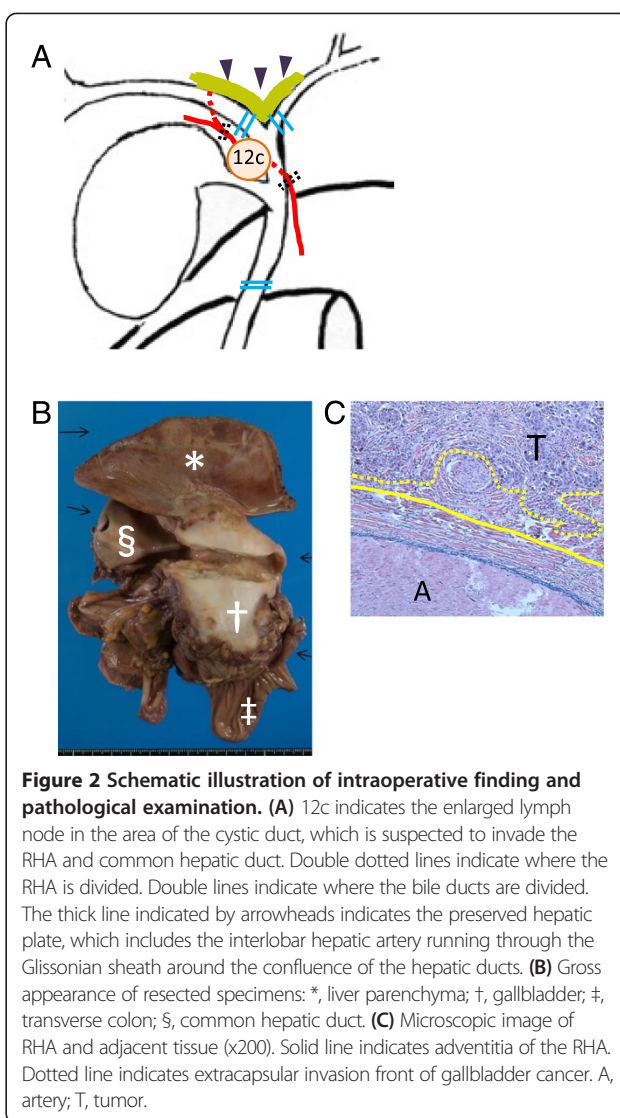 A
12c
B
*
§
†
‡
C
T
A
Figure 2 Schematic illustration of intraoperative finding and
pathological examination. (A) 12c indicates the enlarged lymph
node in the area of the cystic duct, which is suspected to invade the
RHA and common hepatic duct. Double dotted lines indicate where the
RHA is divided. Double lines indicate where the bile ducts are divided.
The thick line indicated by arrowheads indicates the preserved hepatic
plate, which includes the interlobar hepatic artery running through the
Glissonian sheath around the confluence of the hepatic ducts. (B) Gross
appearance of resected specimens: *, liver parenchyma; †, gallbladder; ‡,
transverse colon; §, common hepatic duct. (C) Microscopic image of
RHA and adjacent tissue (x200). Solid line indicates adventitia of the RHA.
Dotted line indicates extracapsular invasion front of gallbladder cancer. A,
artery; T, tumor.